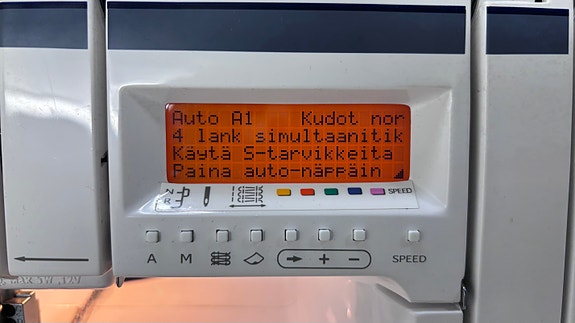 Auto A1 Kudot nor
4 lank simultaanitik
Käytä S-tarvikkeita
Paina auto-näppäin
N
R
SPEED
A M + − SPEED